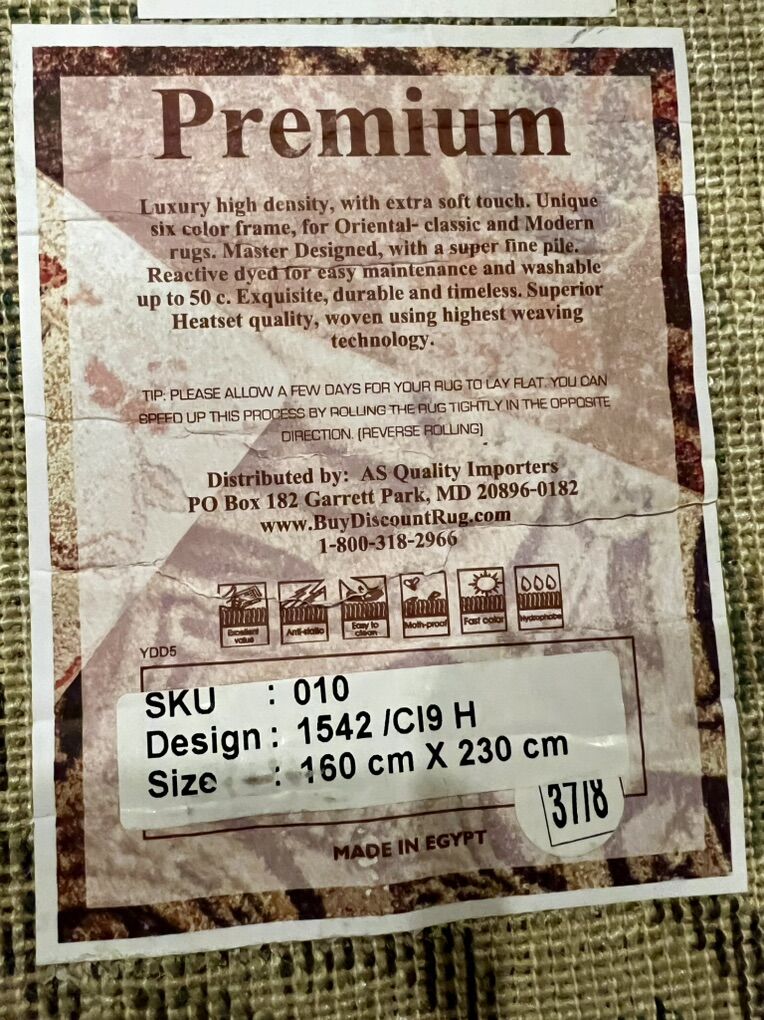 Premium
Luxury high density, with extra soft touch. Unique
six color frame, for Oriental- classic and Modern
rugs. Master Designed, with a super fine pile.
Reactive dyed for easy maintenance and washable
up to 50 c. Exquisite, durable and timeless. Superior
Heatset quality, woven using highest weaving
technology.
TIP: PLEASE ALLOW A FEW DAYS FOR YOUR RUG TO LAY FLAT. YOU CAN
SPEED UP THIS PROCESS BY ROLLING THE RUG TIGHTLY IN THE OPPOSITE
DIRECTION. (REVERSE ROLLING)
Distributed by: AS Quality Importers
PO Box 182 Garrett Park, MD 20896-0182
www.BuyDiscountRug.com
1-800-318-2966
Excellent value Anti-static Easy to clean Moth-proof Fast color Hydrophobe
YDD5
SKU : 010
Design : 1542 /CI9 H
Size : 160 cm X 230 cm
37/8
MADE IN EGYPT